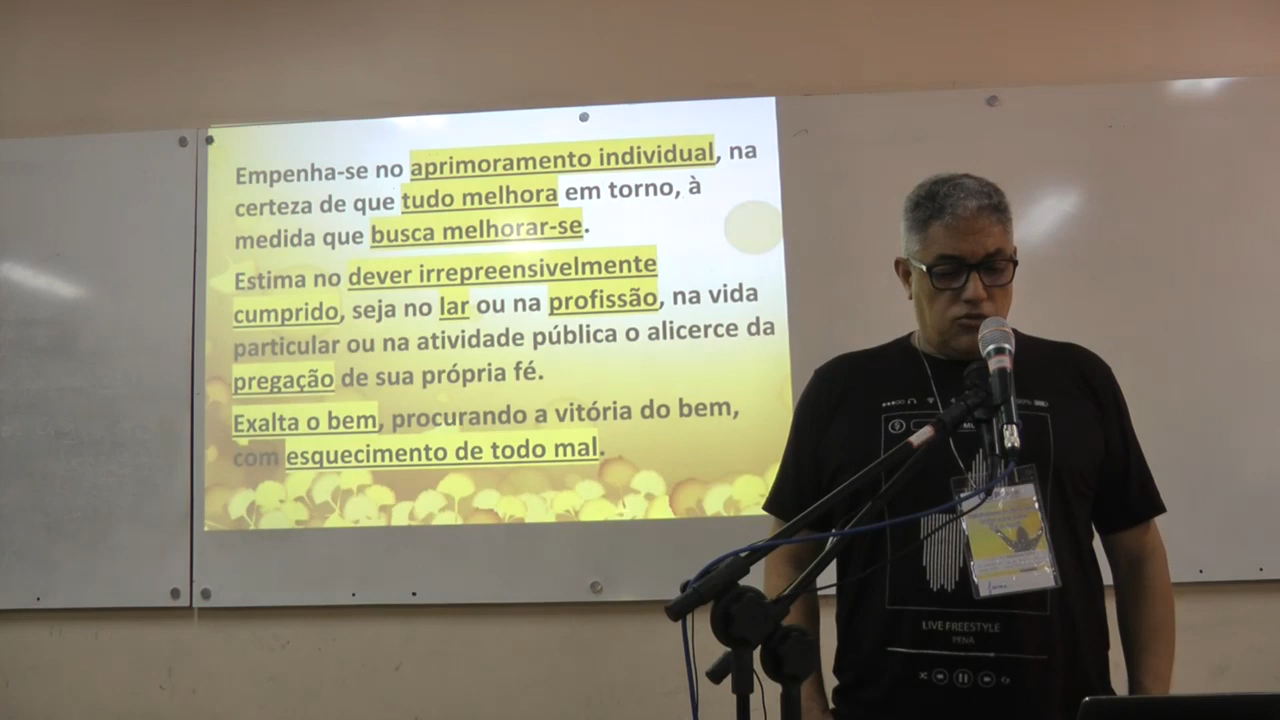 Empenha-se no aprimoramento individual, na
certeza de que tudo melhora em torno, à
medida que busca melhorar-se.
Estima no dever irrepreensivelmente
cumprido, seja no lar ou na profissão, na vida
particular ou na atividade pública o alicerce da
pregação de sua própria fé.
Exalta o bem, procurando a vitória do bem,
com esquecimento de todo mal.
LIVE FREESTYLE
PENA